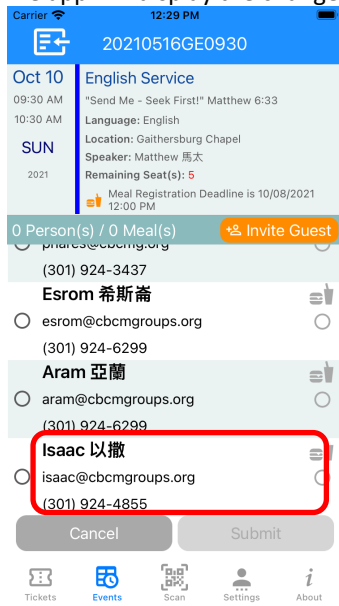 Carrier 12:29 PM
20210516GE0930
Oct 10
09:30 AM
10:30 AM
SUN
2021
English Service
"Send Me - Seek First!" Matthew 6:33
Language: English
Location: Gaithersburg Chapel
Speaker: Matthew 馬太
Remaining Seat(s): 5
Meal Registration Deadline is 10/08/2021
12:00 PM
0 Person(s) / 0 Meal(s) Invite Guest
(301) 924-3437
Esrom 希斯崙
esrom@cbcmgroups.org
(301) 924-6299
Aram 亞蘭
aram@cbcmgroups.org
(301) 924-6299
Isaac 以撒
isaac@cbcmgroups.org
(301) 924-4855
Cancel Submit
Tickets Events Scan Settings About